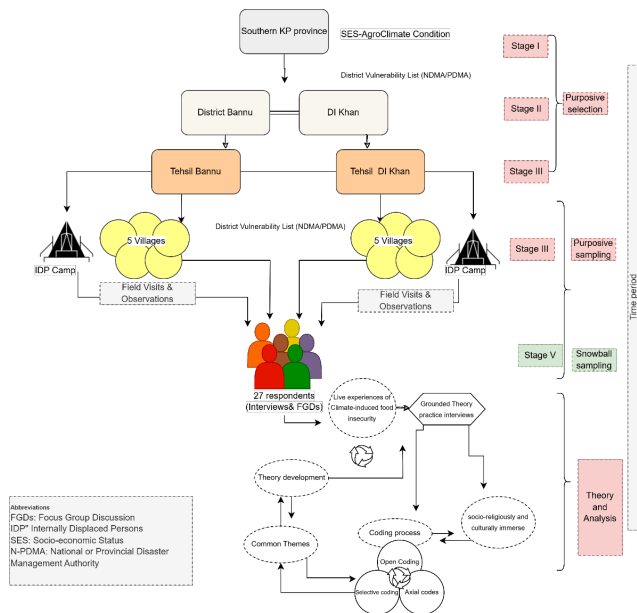 Southern KP province
SES-AgroClimate Condition
Stage I
District Vulnerability List (NDMA/PDMA)
District Bannu
DI Khan
Stage II
Purposive
selection
Tehsil Bannu
Tehsil DI Khan
Stage III
5 Villages
District Vulnerability List (NDMA/PDMA)
5 Villages
IDP Camp
IDP Camp
Stage III
Purposive
sampling
Field Visits &
Observations
Field Visits &
Observations
Time period
Stage V
Snowball
sampling
27 respondents
(Interviews& FGDs)
Live experiences of
Climate-induced food
insecurity
Grounded Theory
practice interviews
Theory development
Theory
and
Analysis
socio-religiously and
culturally immerse
Coding process
Common Themes
Open Coding
Selective coding
Axial codes
Abbreviations
FGDs: Focus Group Discussion
IDP" Internally Displaced Persons
SES: Socio-economic Status
N-PDMA: National or Provincial Disaster
Management Authority